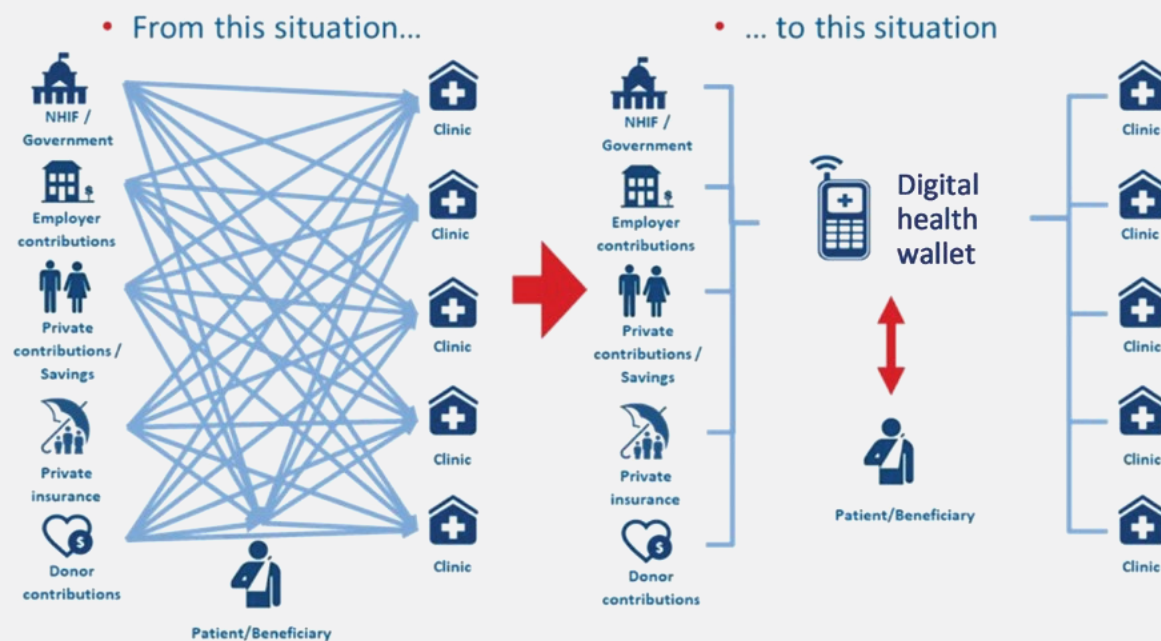 • From this situation...
NHIF /
Government
Employer
contributions
Private
contributions /
Savings
Private
insurance
$
Donor
contributions
Clinic
Clinic
Clinic
Clinic
Clinic
Patient/Beneficiary
• ... to this situation
NHIF /
Government
Employer
contributions
Private
contributions /
Savings
Private
insurance
$
Donor
contributions
Digital
health
wallet
Patient/Beneficiary
Clinic
Clinic
Clinic
Clinic
Clinic